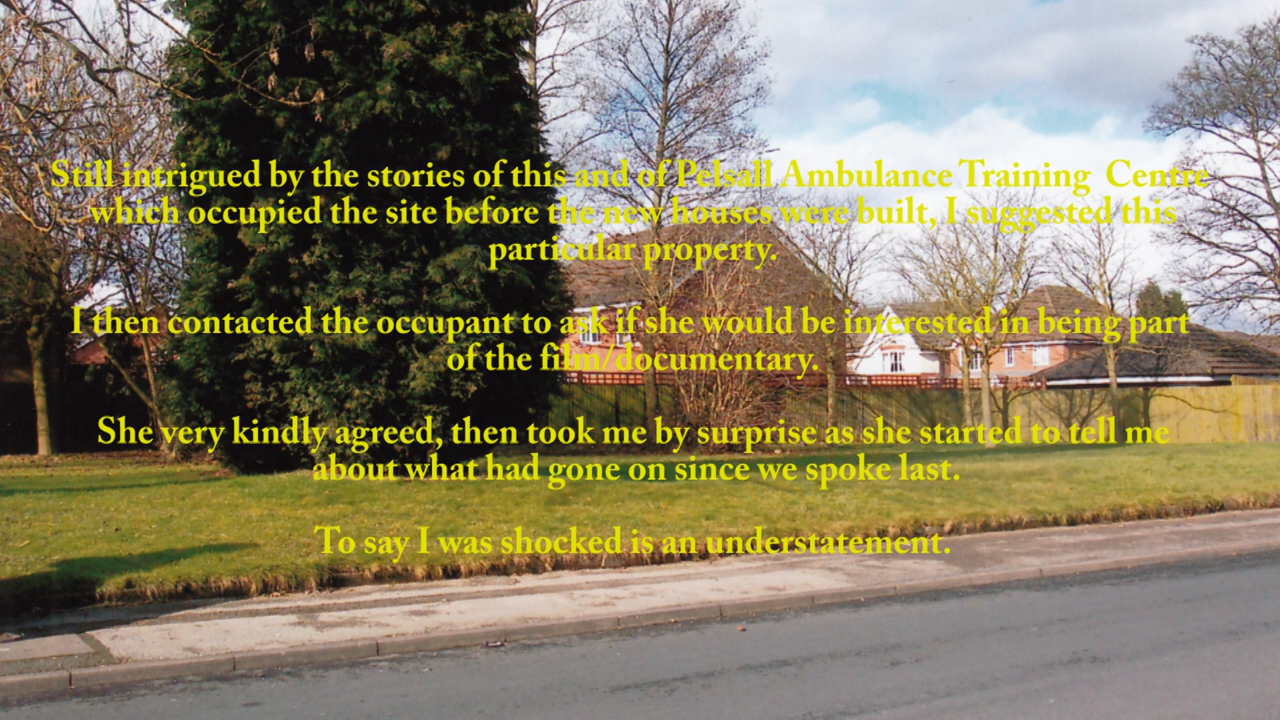 Still intrigued by the stories of this and of Pelsall Ambulance Training Centre
which occupied the site before the new houses were built, I suggested this
particular property.
I then contacted the occupant to ask if she would be interested in being part
of the film/documentary.
She very kindly agreed, then took me by surprise as she started to tell me
about what had gone on since we spoke last.
To say I was shocked is an understatement.